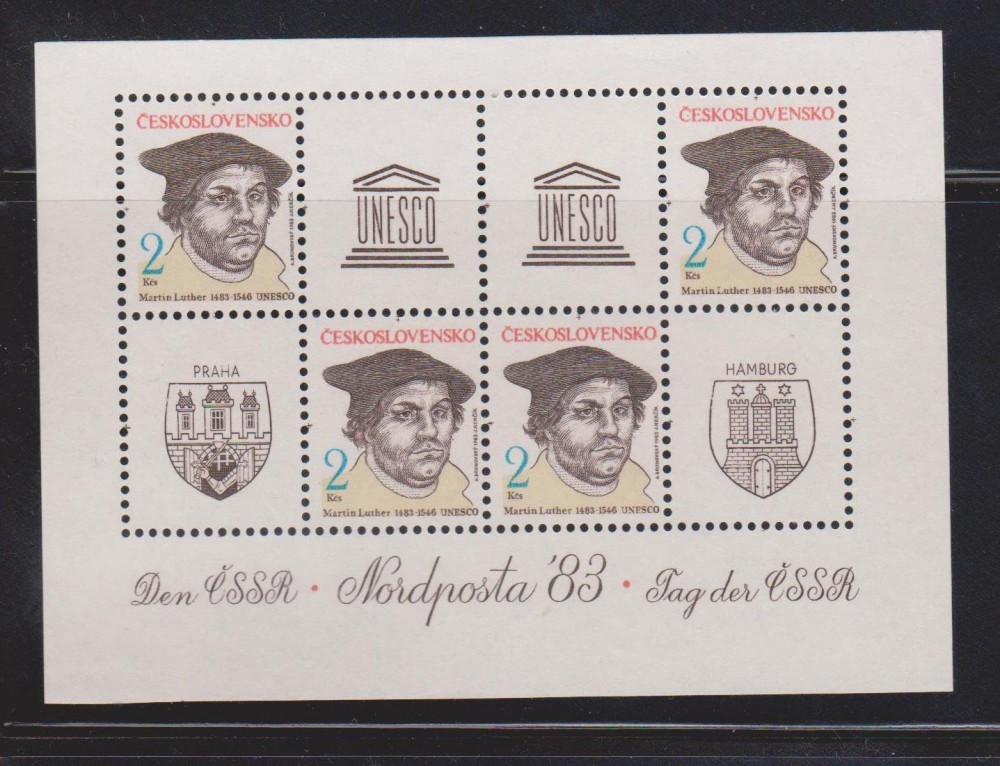 ČESKOSLOVENSKO
2
Kčs
Martin Luther 1483-1546 UNESCO
UNESCO
UNESCO
ČESKOSLOVENSKO
2
Kčs
Martin Luther 1483-1546 UNESCO
PRAHA
ČESKOSLOVENSKO
2
Kčs
Martin Luther 1483-1546 UNESCO
ČESKOSLOVENSKO
2
Kčs
Martin Luther 1483-1546 UNESCO
HAMBURG
Den ČSSR • Nordposta '83 • Tag der ČSSR